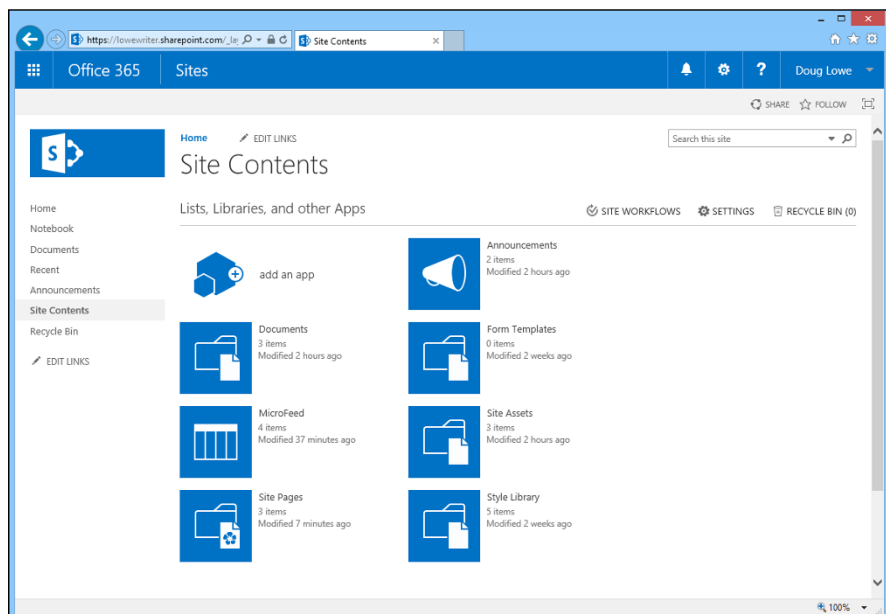 https://lowewriter.sharepoint.com/_la
Site Contents
Office 365
Sites
?
Doug Lowe
SHARE
FOLLOW
S
Home
EDIT LINKS
Search this site
Site Contents
Home
Notebook
Documents
Recent
Announcements
Site Contents
Recycle Bin
EDIT LINKS
Lists, Libraries, and other Apps
SITE WORKFLOWS
SETTINGS
RECYCLE BIN (0)
add an app
Announcements
2 items
Modified 2 hours ago
Documents
3 items
Modified 2 hours ago
Form Templates
0 items
Modified 2 weeks ago
MicroFeed
4 items
Modified 37 minutes ago
Site Assets
3 items
Modified 2 hours ago
Site Pages
3 items
Modified 7 minutes ago
Style Library
5 items
Modified 2 weeks ago
100%